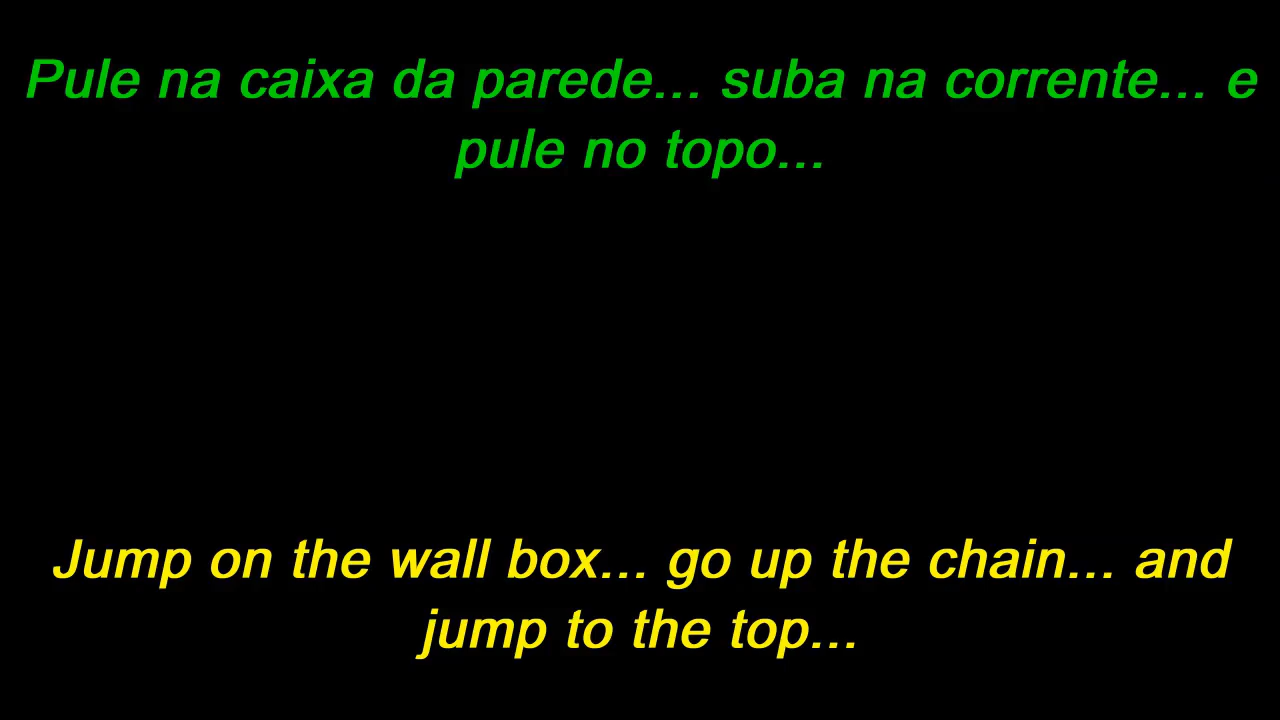 Pule na caixa da parede... suba na corrente... e
pule no topo...
Jump on the wall box... go up the chain... and
jump to the top...